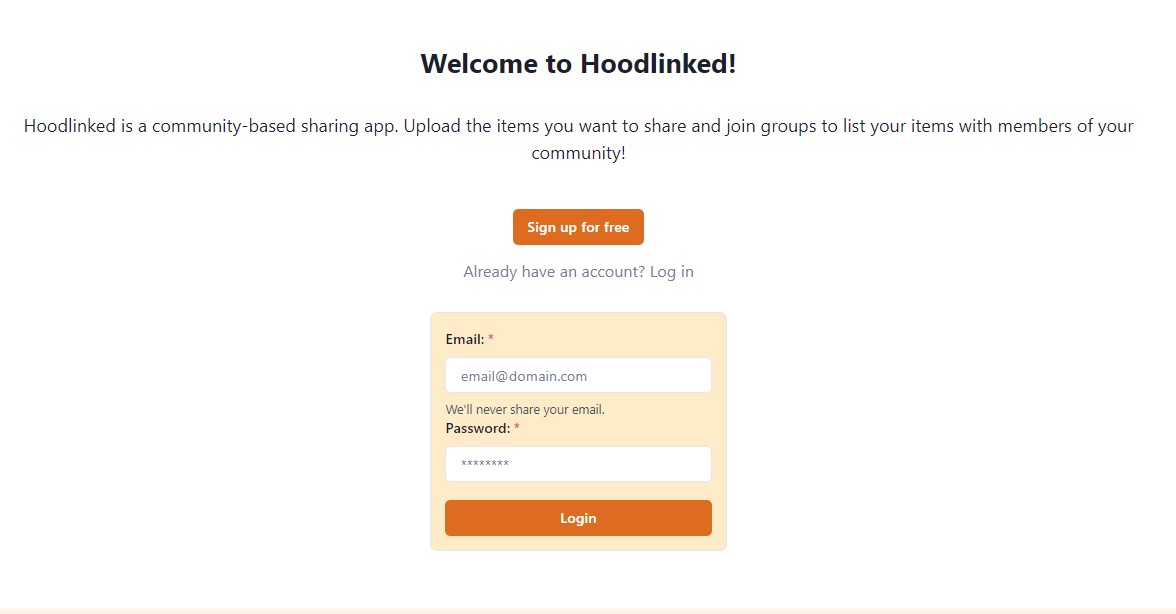 Welcome to Hoodlinked!
Hoodlinked is a community-based sharing app. Upload the items you want to share and join groups to list your items with members of your
community!
Sign up for free
Already have an account? Log in
Email: *
email@domain.com
We'll never share your email.
Password: *
********
Login